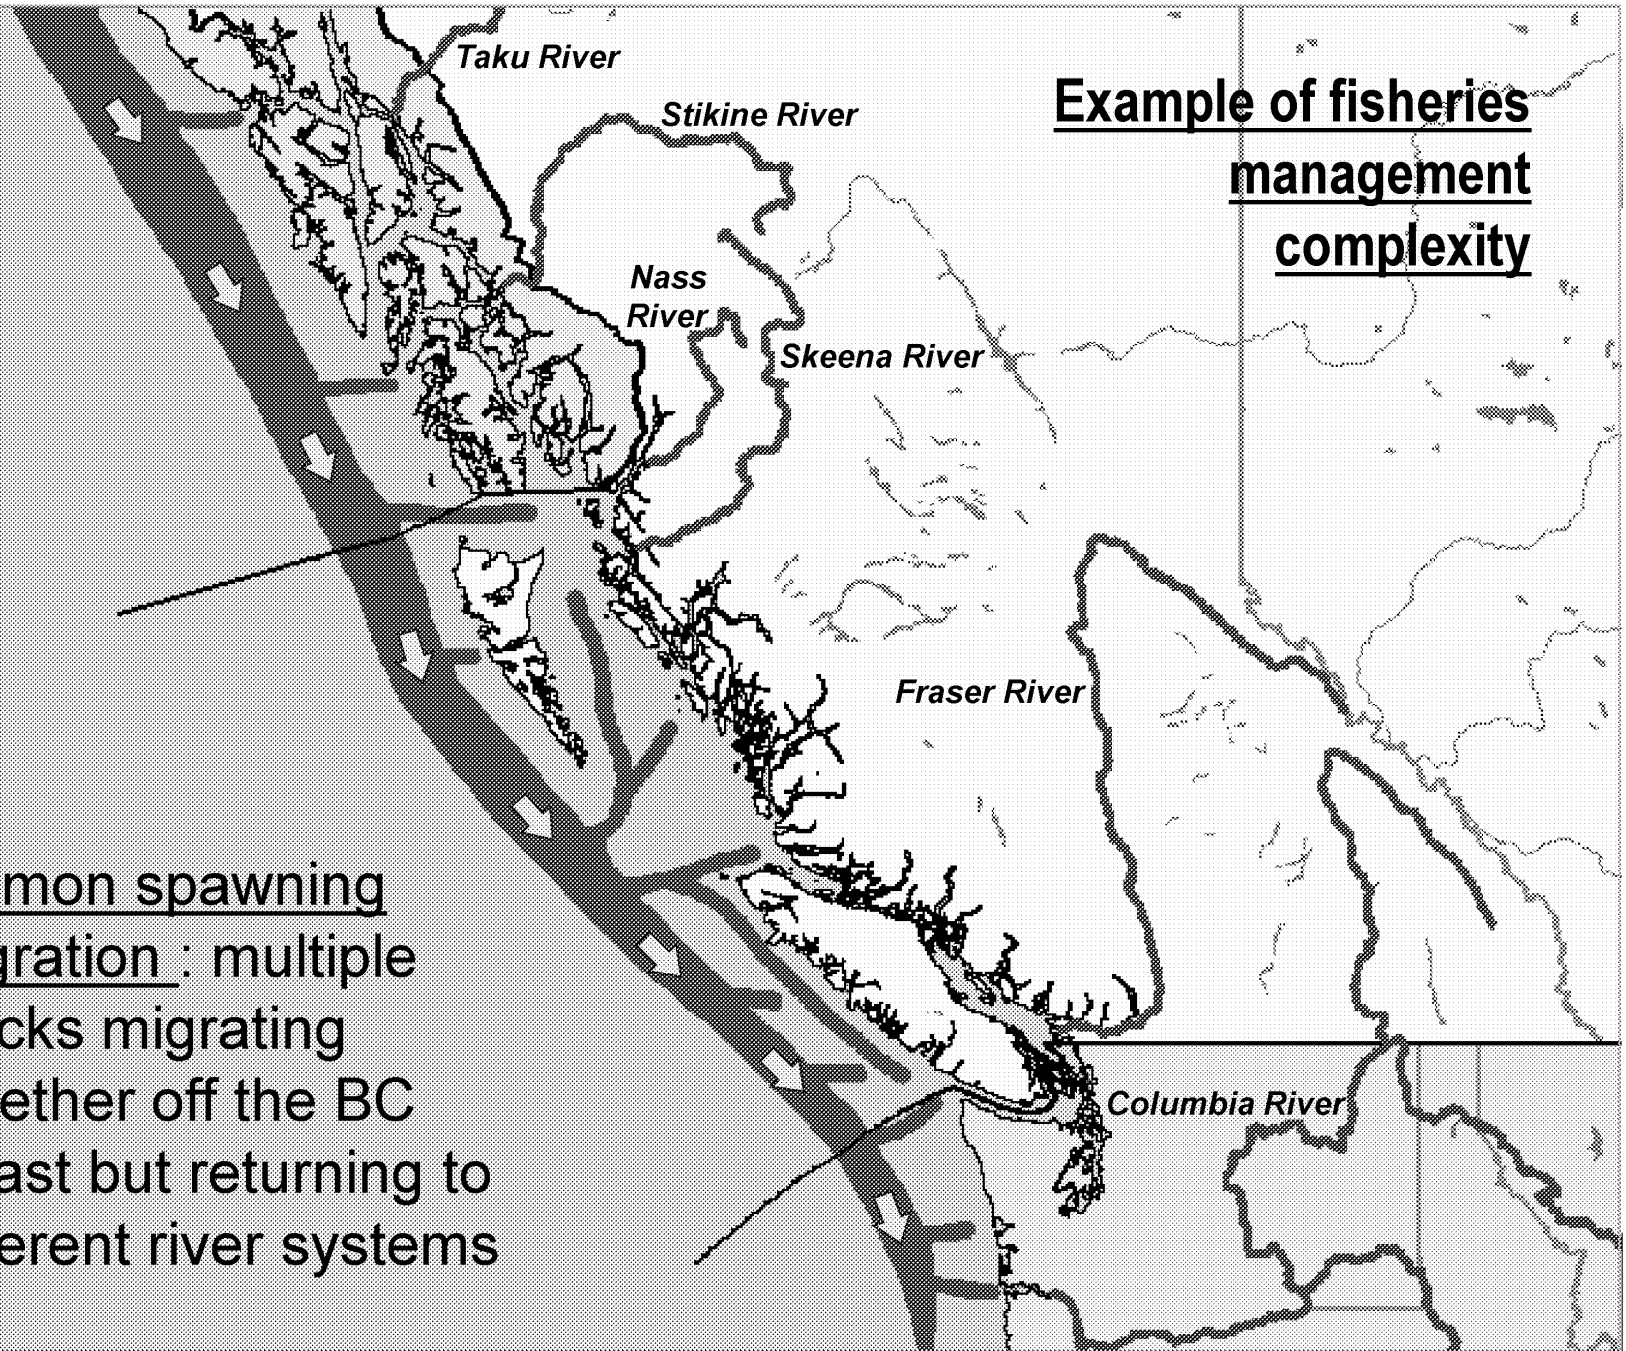 Taku River
Example of fisheries
management
complexity
Stikine River
Nass
River
Skeena River
Fraser River
mon spawning
gration : multiple
cks migrating
ether off the BC
ast but returning to
erent river systems
Columbia River